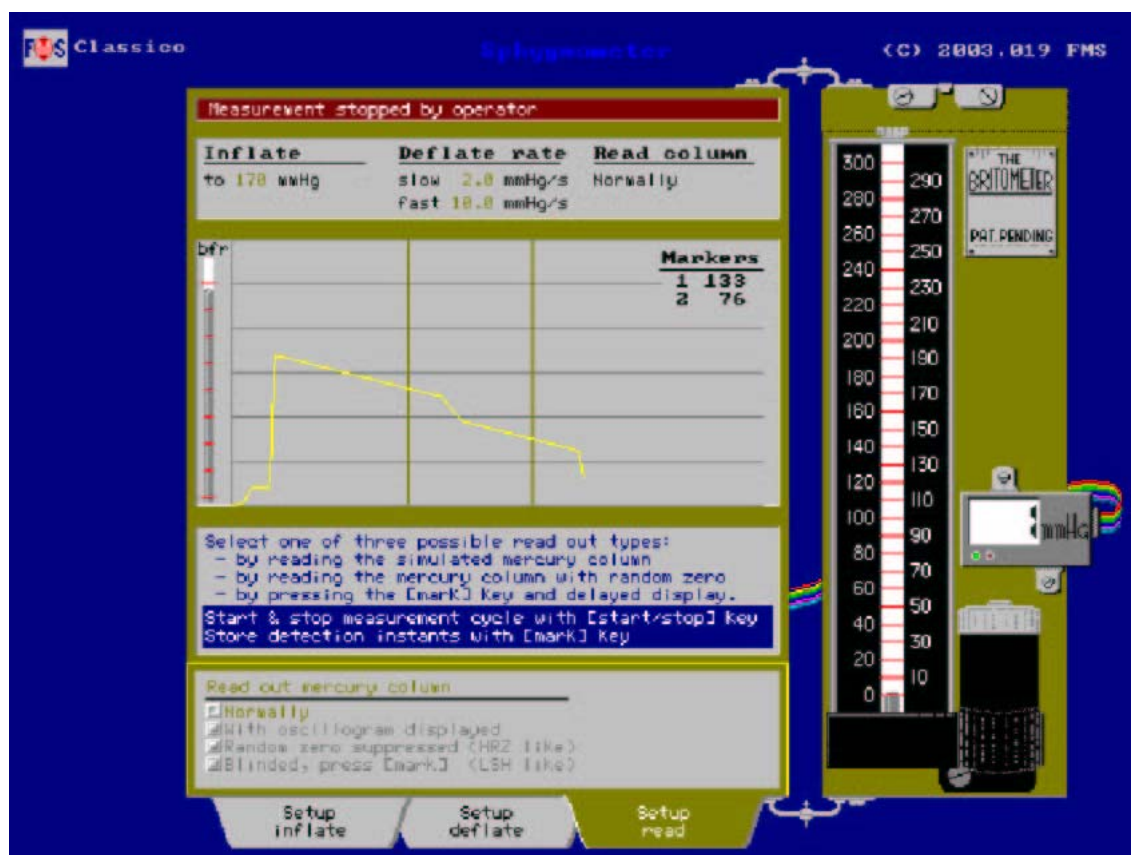 FMS Classico
Sphygmometer
(C) 2003.019 FMS
Measurement stopped by operator
Inflate Deflate rate Read column
to 170 mmHg slow 2.0 mmHg/s Normally
fast 10.0 mmHg/s
bfr
Markers
1 133
2 76
Select one of three possible read out types:
- by reading the simulated mercury column
- by reading the mercury column with random zero
- by pressing the [mark] Key and delayed display.
Start & stop measurement cycle with [start/stop] Key
Store detection instants with [mark] Key
Read out mercury column
Normally
With oscillogram displayed
Random zero suppressed (HRZ like)
Blinded, press [mark] (LSH like)
Setup inflate
Setup deflate
Setup read
300
290
280
270
260
250
240
230
220
210
200
190
180
170
160
150
140
130
120
110
100
90
80
70
60
50
40
30
20
10
0
THE
BRITOMETER
PAT. PENDING
mmHg